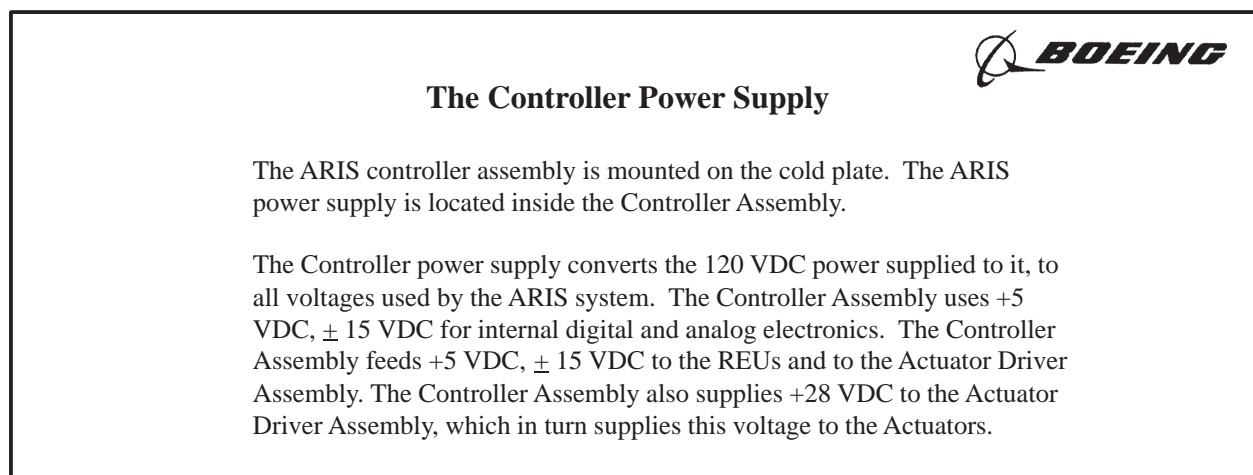 BOEING
The Controller Power Supply
The ARIS controller assembly is mounted on the cold plate.  The ARIS
power supply is located inside the Controller Assembly.
The Controller power supply converts the 120 VDC power supplied to it, to
all voltages used by the ARIS system.  The Controller Assembly uses +5
VDC, ± 15 VDC for internal digital and analog electronics.  The Controller
Assembly feeds +5 VDC, ± 15 VDC to the REUs and to the Actuator Driver
Assembly. The Controller Assembly also supplies +28 VDC to the Actuator
Driver Assembly, which in turn supplies this voltage to the Actuators.